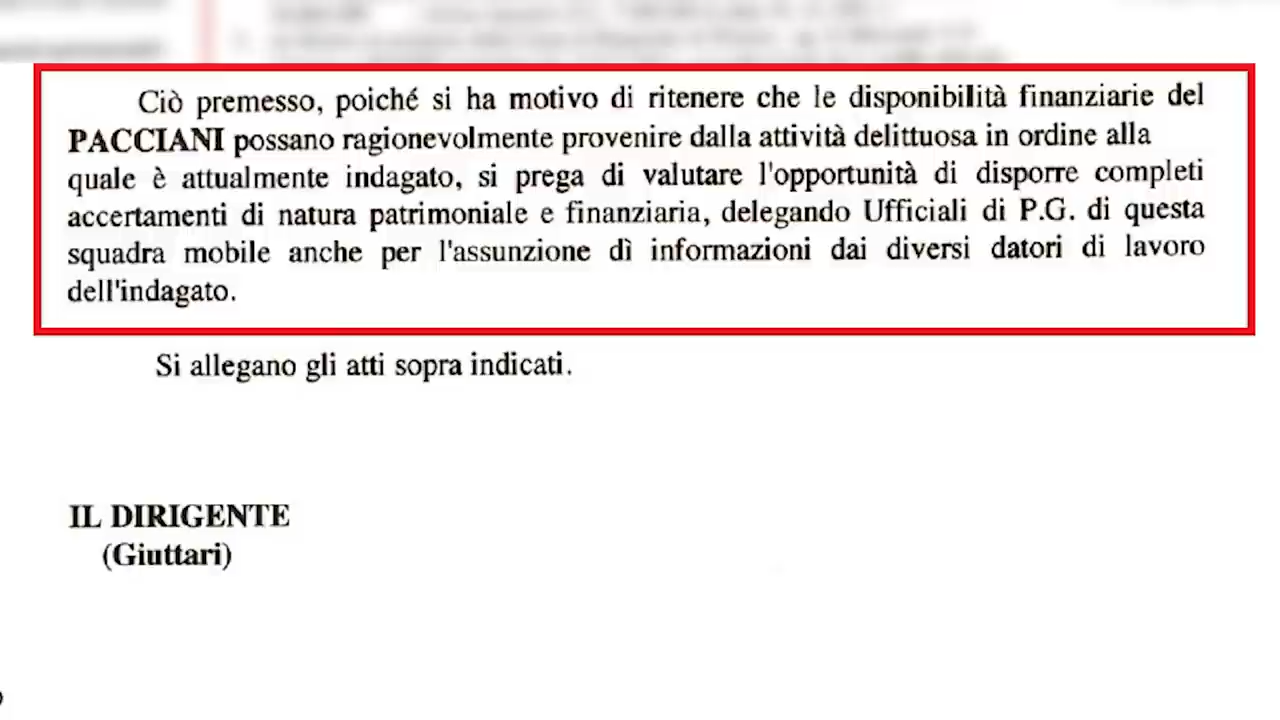 Ciò premesso, poiché si ha motivo di ritenere che le disponibilità finanziarie del
PACCIANI possano ragionevolmente provenire dalla attività delittuosa in ordine alla
quale è attualmente indagato, si prega di valutare l'opportunità di disporre completi
accertamenti di natura patrimoniale e finanziaria, delegando Ufficiali di P.G. di questa
squadra mobile anche per l'assunzione dì informazioni dai diversi datori di lavoro
dell'indagato.
Si allegano gli atti sopra indicati.
IL DIRIGENTE
(Giuttari)